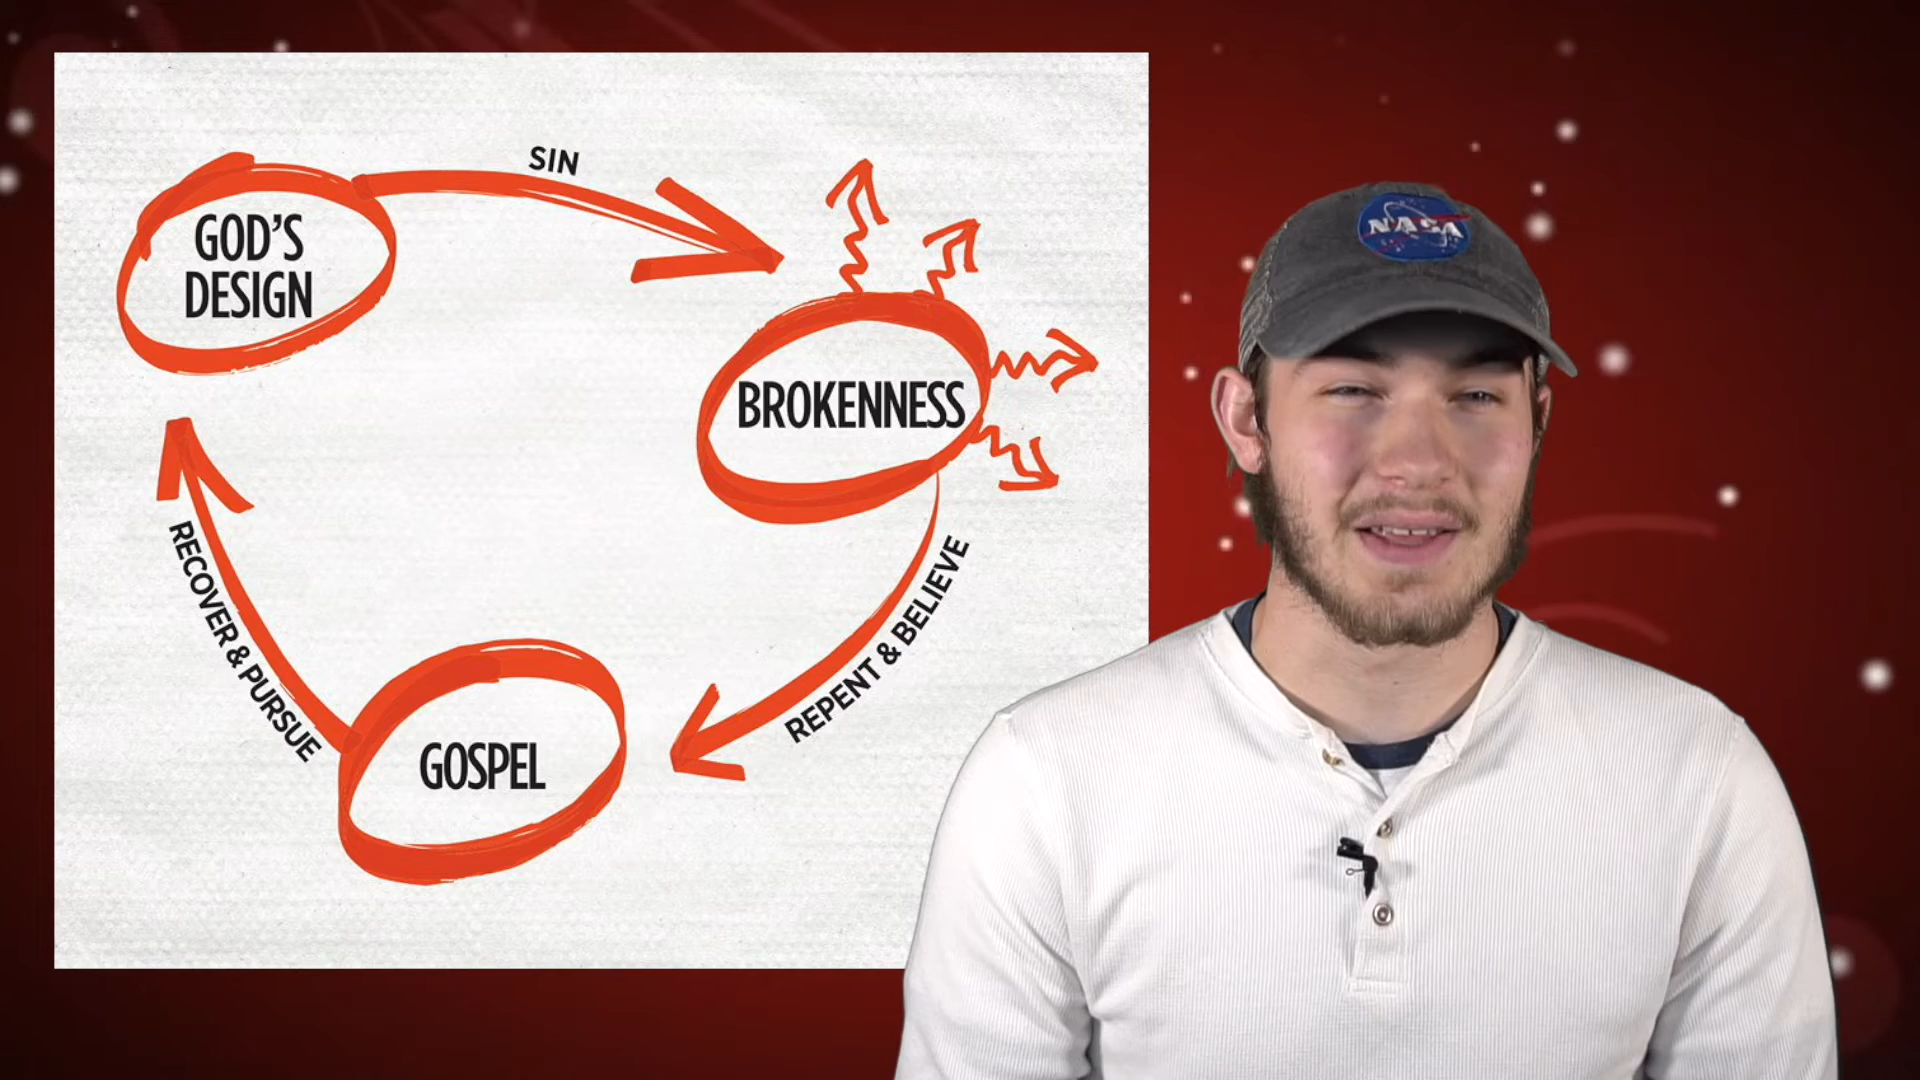 SIN
GOD'S
DESIGN
BROKENNESS
REPENT & BELIEVE
GOSPEL
RECOVER & PURSUE
NASA